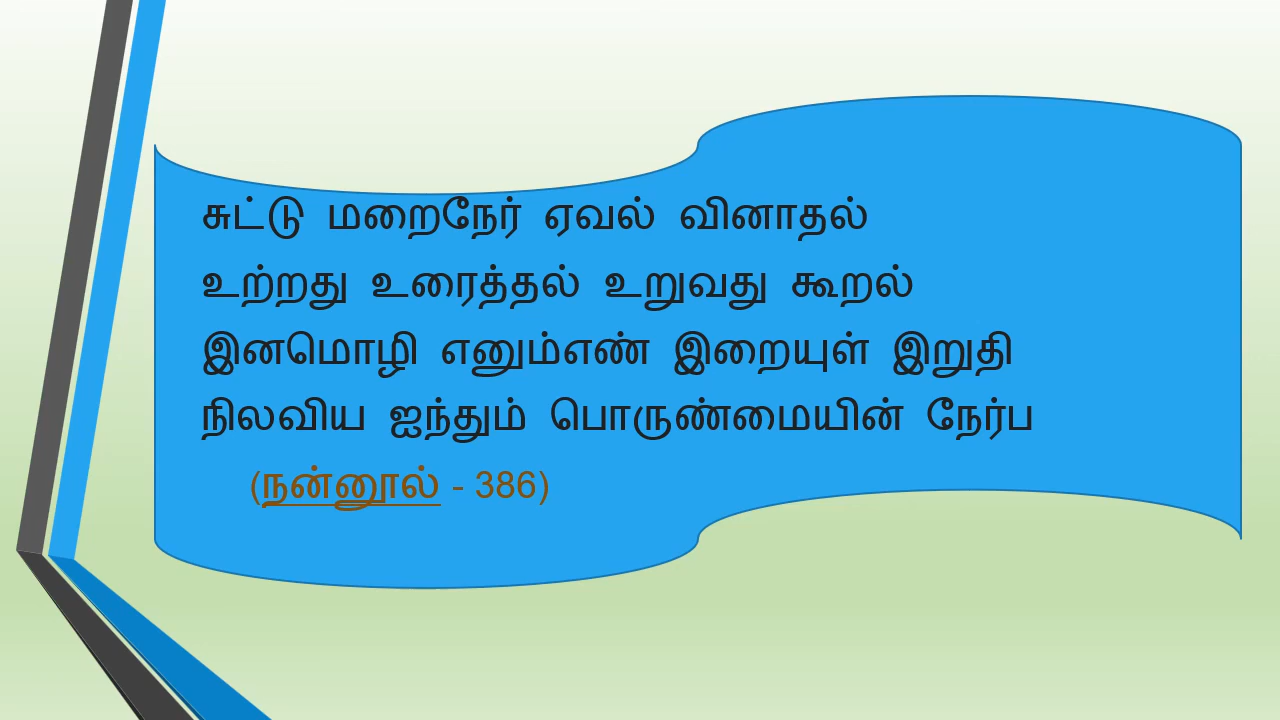 சுட்டு மறைநேர் ஏவல் வினாதல்
உற்றது உரைத்தல் உறுவது கூறல்
இனமொழி எனும்எண் இறையுள் இறுதி
நிலவிய ஐந்தும் பொருண்மையின் நேர்ப
(நன்னூல் - 386)